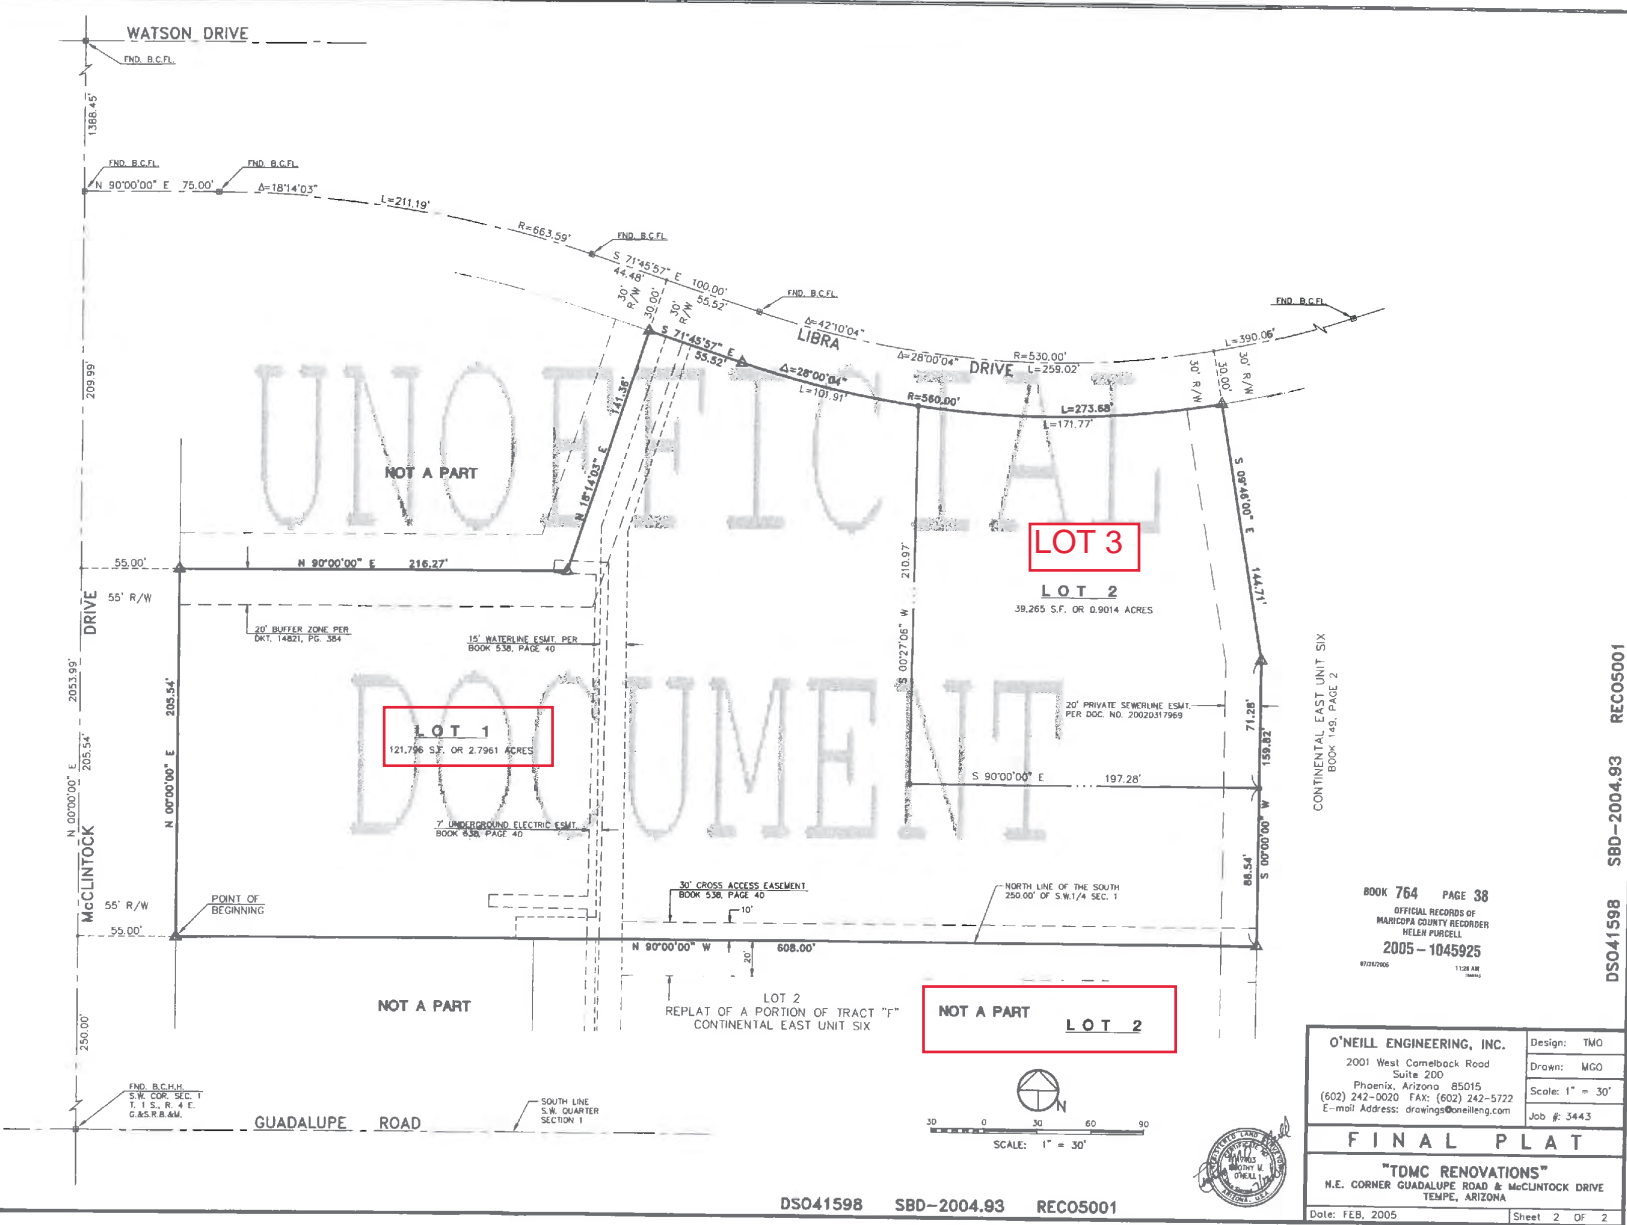 WATSON DRIVE
FND. B.C.FL.
1388.45'
FND. B.C.FL.
FND. B.C.FL.
N 90°00'00" E 75.00'
Δ=18°14'03"
L=211.19'
R=663.59'
FND. B.C.FL.
S 71°45'57" E 100.00'
44.48'
55.52'
30' R/W
30.00'
30' R/W
FND. B.C.FL.
Δ=42°10'04"
LIBRA DRIVE
Δ=28°00'04"
R=530.00'
L=259.02'
L=390.06'
FND. B.C.FL.
30' R/W
30.00'
30' R/W
S 71°45'57" E
55.52'
Δ=28°00'04"
L=101.91'
R=560.00'
L=273.68'
L=171.77'
209.99'
UNOFFICIAL
DOCUMENT
NOT A PART
141.36'
N 18°14'03" E
S 09°46'00" E
144.71'
LOT 3
LOT 2
39,265 S.F. OR 0.9014 ACRES
210.97'
S 00°27'06" W
55.00'
N 90°00'00" E 216.27'
55' R/W
DRIVE
20' BUFFER ZONE PER
DKT. 14821, PG. 384
15' WATERLINE ESMT. PER
BOOK 538, PAGE 40
2053.99'
205.54'
N 00°00'00" E
205.54'
N 00°00'00" E
LOT 1
121,796 S.F. OR 2.7961 ACRES
20' PRIVATE SEWERLINE ESMT.
PER DOC. NO. 20020317969
71.28'
159.82'
S 00°00'00" W
88.54'
CONTINENTAL EAST UNIT SIX
BOOK 149, PAGE 2
S 90°00'00" E 197.28'
7' UNDERGROUND ELECTRIC ESMT.
BOOK 538, PAGE 40
McCLINTOCK
30' CROSS ACCESS EASEMENT
BOOK 538, PAGE 40
10'
NORTH LINE OF THE SOUTH
250.00' OF S.W.1/4 SEC. 1
55' R/W
POINT OF
BEGINNING
55.00'
N 90°00'00" W 608.00'
20'
NOT A PART
LOT 2
REPLAT OF A PORTION OF TRACT "F"
CONTINENTAL EAST UNIT SIX
NOT A PART
LOT 2
250.00'
FND. B.C.H.H.
S.W. COR. SEC. 1
T. 1 S., R. 4 E.
G.&S.R.B.&M.
GUADALUPE ROAD
SOUTH LINE
S.W. QUARTER
SECTION 1
N
30 0 30 60 90
SCALE: 1" = 30'
BOOK 764 PAGE 38
OFFICIAL RECORDS OF
MARICOPA COUNTY RECORDER
HELEN PURCELL
2005-1045925
11:28 AM
DS041598 SBD-2004.93 REC05001
O'NEILL ENGINEERING, INC.
2001 West Camelback Road
Suite 200
Phoenix, Arizona 85015
(602) 242-0020 FAX: (602) 242-5722
E-mail Address: drawings@oneilleng.com
Design: TMO
Drawn: MGO
Scale: 1" = 30'
Job #: 3443
FINAL PLAT
"TDMC RENOVATIONS"
N.E. CORNER GUADALUPE ROAD & McCLINTOCK DRIVE
TEMPE, ARIZONA
Date: FEB, 2005
Sheet 2 OF 2
DS041598 SBD-2004.93 REC05001